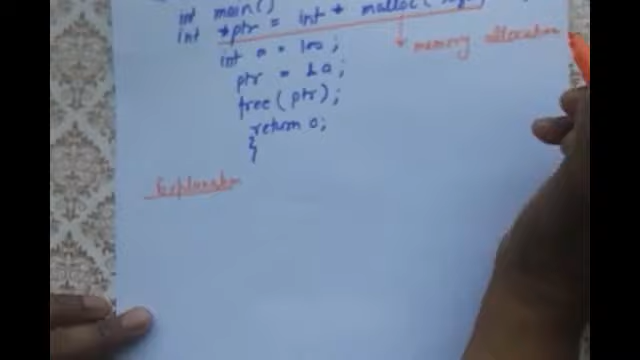 int main()
int *ptr = int * malloc(
memory allocation
int a = 100;
ptr = &a;
free(ptr);
return 0;
}
Explanation